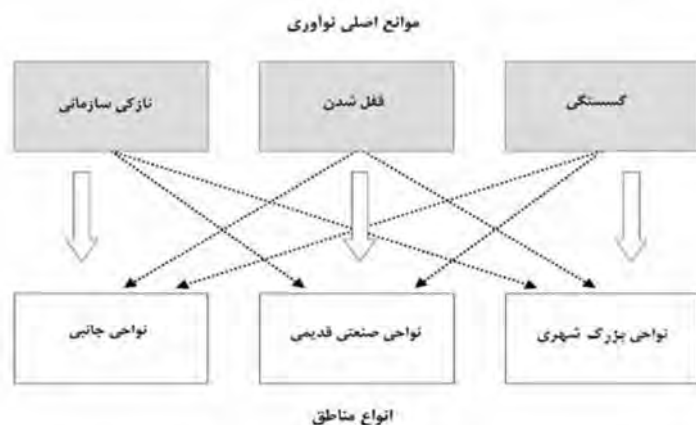 موانع اصلی نوآوری
گسستگی
قفل شدن
نازکی سازمانی
نواحی بزرگ شهری
نواحی صنعتی قدیمی
نواحی جانبی
انواع مناطق